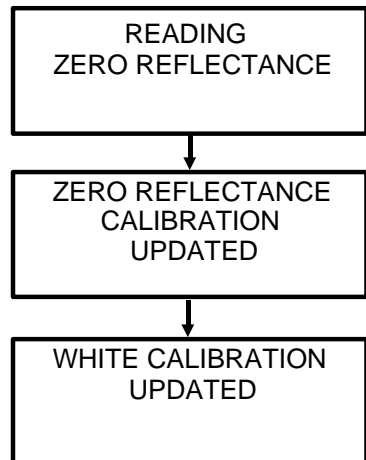 READING
ZERO REFLECTANCE
ZERO REFLECTANCE
CALIBRATION
UPDATED
WHITE CALIBRATION
UPDATED